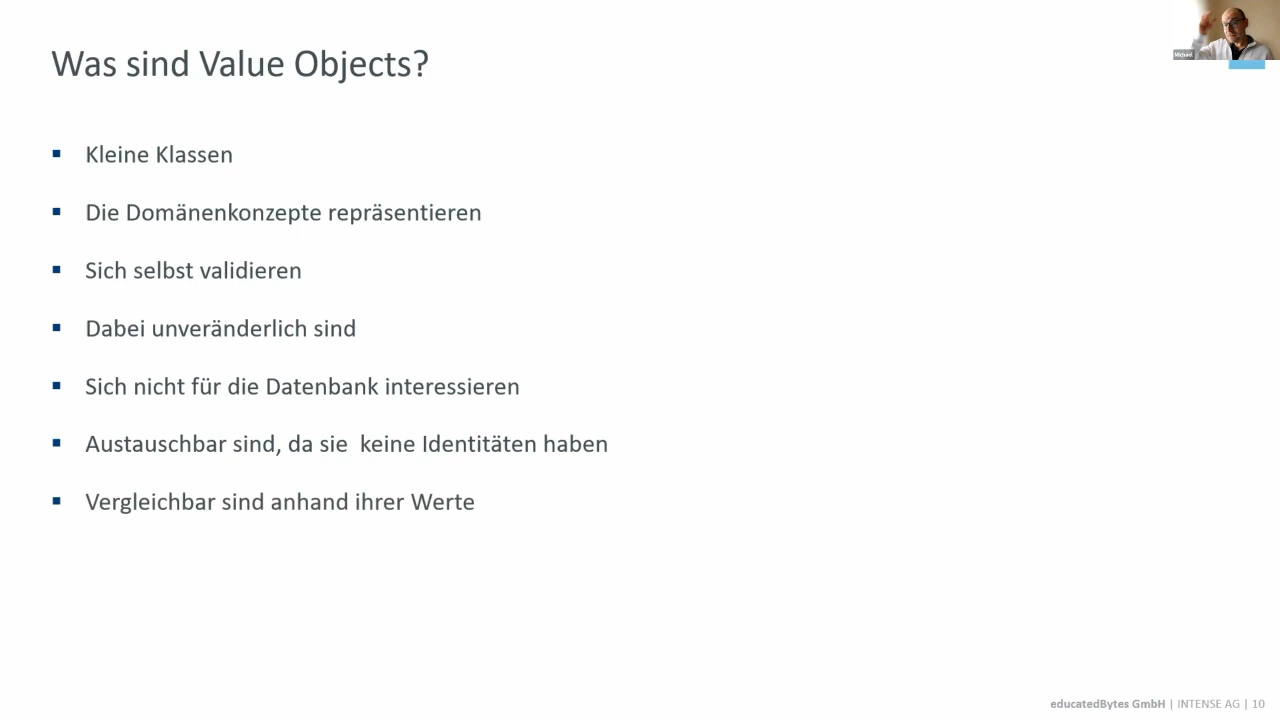 Was sind Value Objects?
Michael
Kleine Klassen
Die Domänenkonzepte repräsentieren
Sich selbst validieren
Dabei unveränderlich sind
Sich nicht für die Datenbank interessieren
Austauschbar sind, da sie  keine Identitäten haben
Vergleichbar sind anhand ihrer Werte
educatedBytes GmbH | INTENSE AG | 10